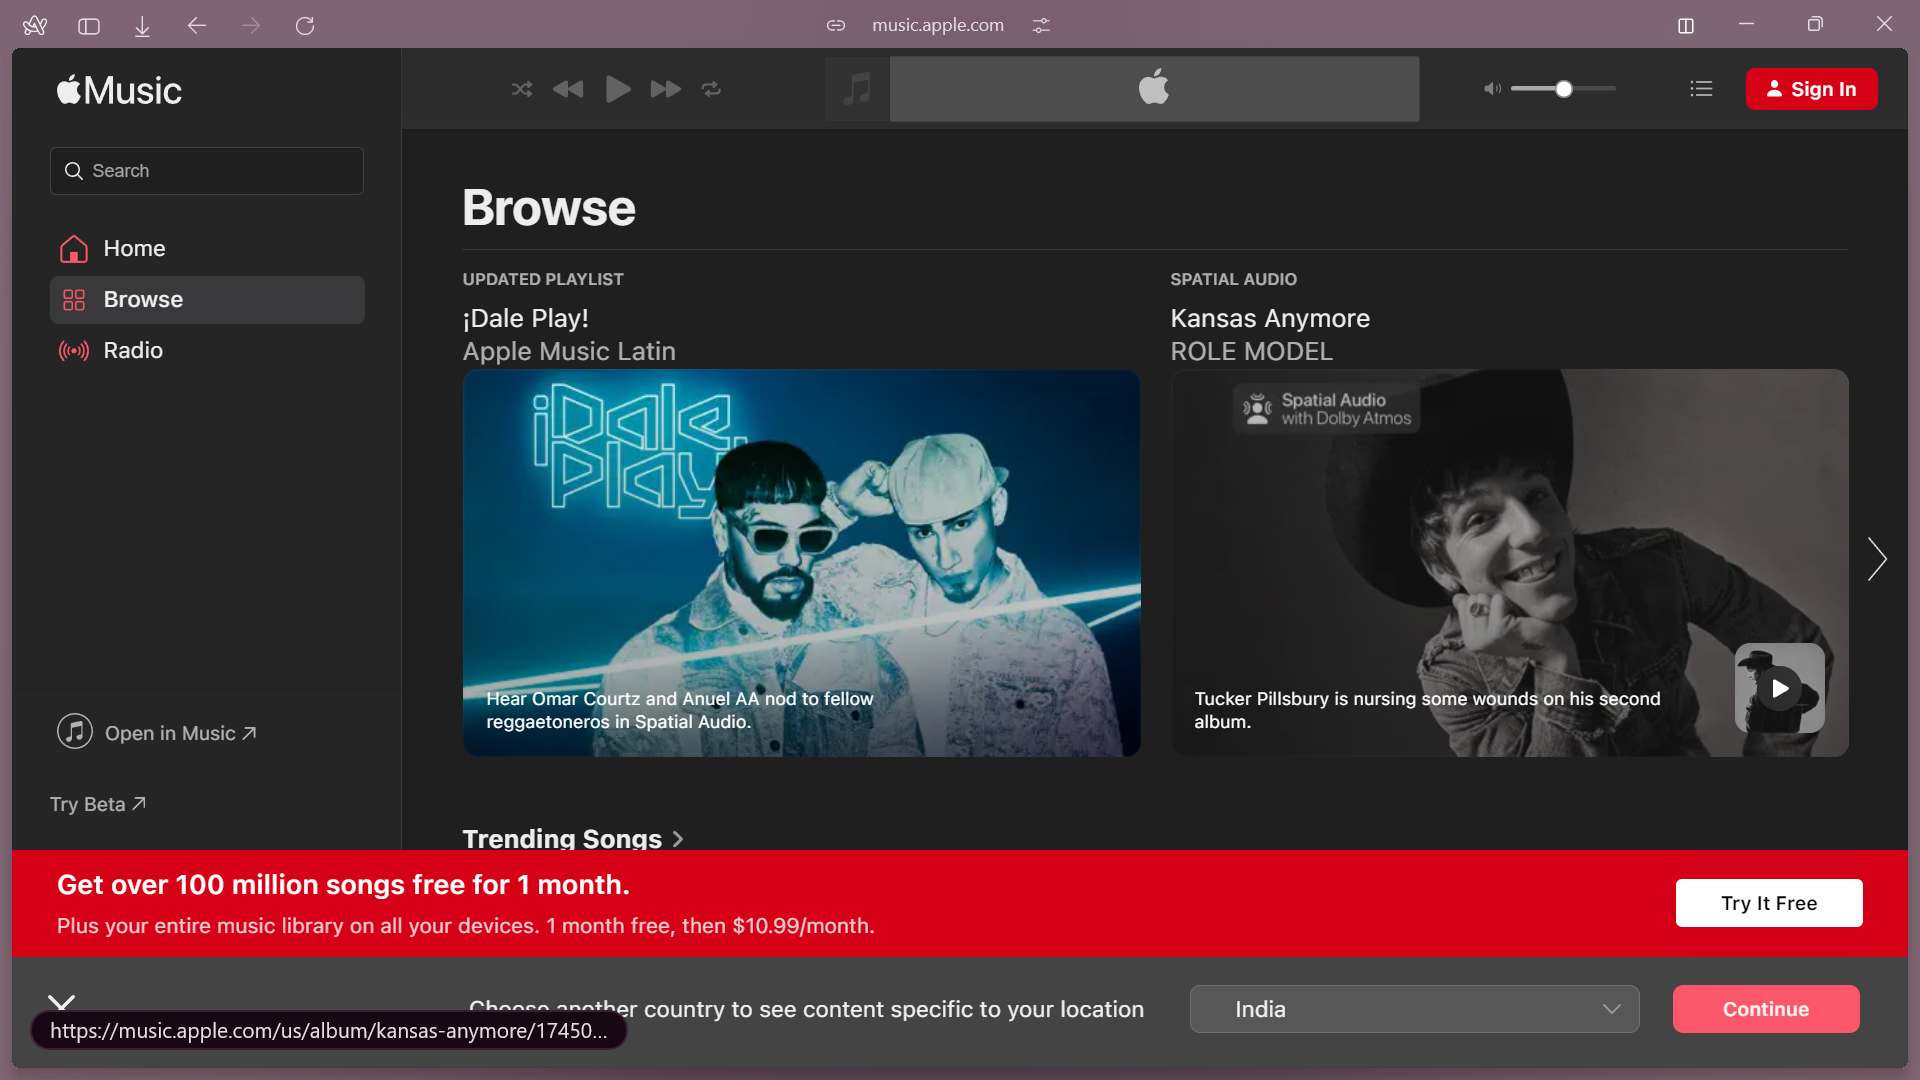 music.apple.com
Music
Sign In
Search
Home
Browse
Radio
Open in Music
Try Beta
Browse
UPDATED PLAYLIST
¡Dale Play!
Apple Music Latin
¡Dale
Play
Hear Omar Courtz and Anuel AA nod to fellow
reggaetoneros in Spatial Audio.
SPATIAL AUDIO
Kansas Anymore
ROLE MODEL
Spatial Audio
with Dolby Atmos
Tucker Pillsbury is nursing some wounds on his second
album.
Trending Songs
Get over 100 million songs free for 1 month.
Plus your entire music library on all your devices. 1 month free, then $10.99/month.
Try It Free
Choose another country to see content specific to your location
India
Continue
https://music.apple.com/us/album/kansas-anymore/17450...